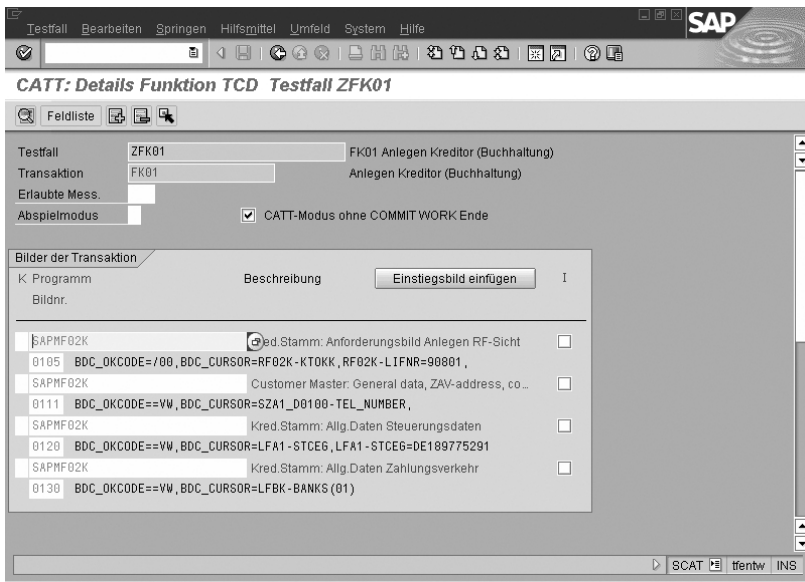 Testfall Bearbeiten Springen Hilfsmittel Umfeld System Hilfe
SAP
CATT: Details Funktion TCD Testfall ZFK01
Feldliste
Testfall ZFK01 FK01 Anlegen Kreditor (Buchhaltung)
Transaktion FK01 Anlegen Kreditor (Buchhaltung)
Erlaubte Mess.
Abspielmodus CATT-Modus ohne COMMIT WORK Ende
Bilder der Transaktion
K Programm Beschreibung Einstiegsbild einfügen I
Bildnr.
SAPMF02K ed.Stamm: Anforderungsbild Anlegen RF-Sicht
0105 BDC_OKCODE=/00,BDC_CURSOR=RF02K-KTOKK,RF02K-LIFNR=90801,
SAPMF02K Customer Master: General data, ZAV-address, co...
0111 BDC_OKCODE==VW,BDC_CURSOR=SZA1_D0100-TEL_NUMBER,
SAPMF02K Kred.Stamm: Allg.Daten Steuerungsdaten
0120 BDC_OKCODE==VW,BDC_CURSOR=LFA1-STCEG,LFA1-STCEG=DE189775291
SAPMF02K Kred.Stamm: Allg.Daten Zahlungsverkehr
0130 BDC_OKCODE==VW,BDC_CURSOR=LFBK-BANKS(01)
SCAT tfentw INS